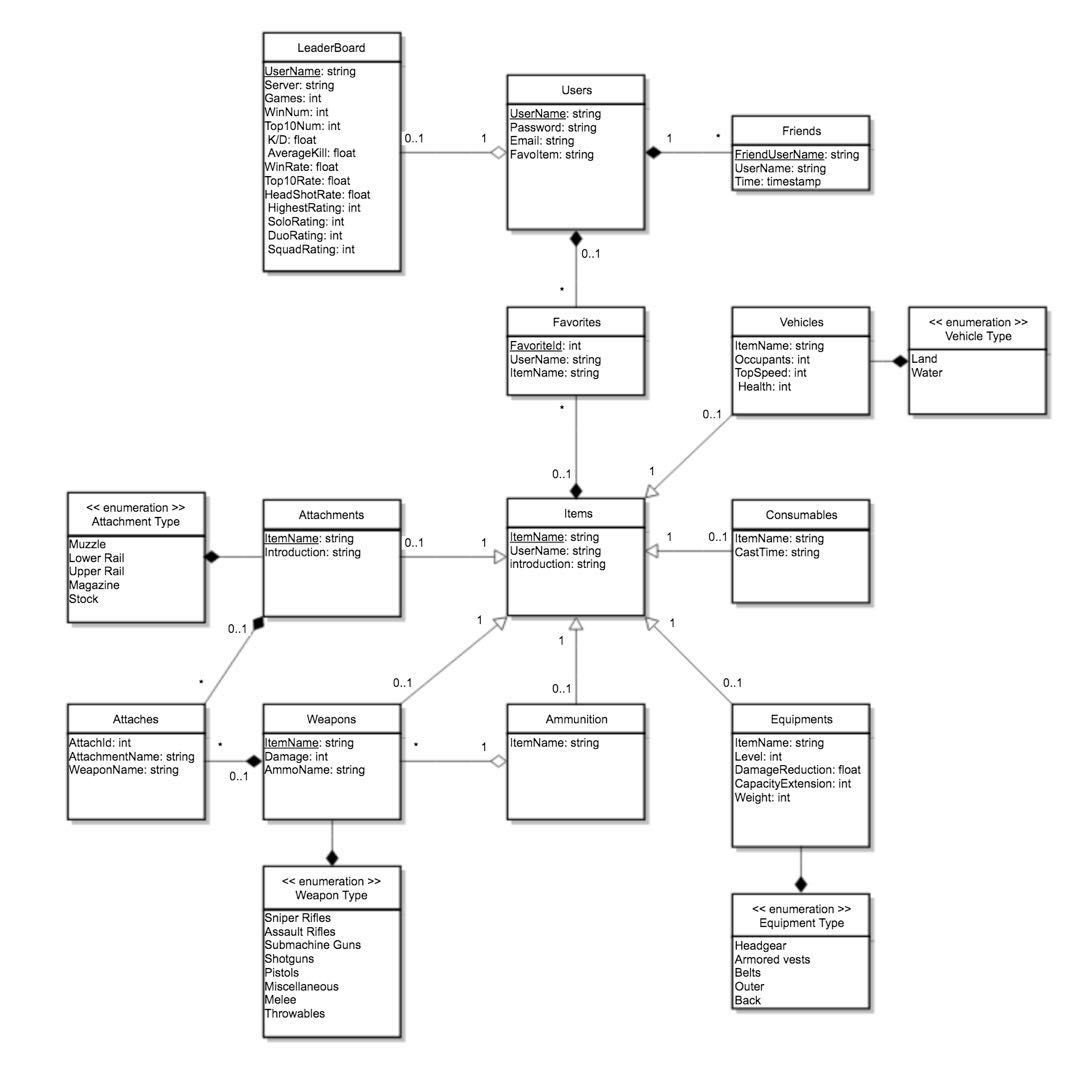 LeaderBoard
UserName: string
Server: string
Games: int
WinNum: int
Top10Num: int
K/D: float
AverageKill: float
WinRate: float
Top10Rate: float
HeadShotRate: float
HighestRating: int
SoloRating: int
DuoRating: int
SquadRating: int
0..1
1
Users
UserName: string
Password: string
Email: string
FavoItem: string
1
*
Friends
FriendUserName: string
UserName: string
Time: timestamp
0..1
*
Favorites
FavoriteId: int
UserName: string
ItemName: string
*
0..1
Vehicles
ItemName: string
Occupants: int
TopSpeed: int
Health: int
<< enumeration >>
Vehicle Type
Land
Water
0..1
1
<< enumeration >>
Attachment Type
Muzzle
Lower Rail
Upper Rail
Magazine
Stock
Attachments
ItemName: string
Introduction: string
0..1
1
Items
ItemName: string
UserName: string
introduction: string
1
0..1
Consumables
ItemName: string
CastTime: string
0..1
*
1
0..1
1
0..1
1
0..1
Attaches
AttachId: int
AttachmentName: string
WeaponName: string
*
0..1
Weapons
ItemName: string
Damage: int
AmmoName: string
*
1
Ammunition
ItemName: string
Equipments
ItemName: string
Level: int
DamageReduction: float
CapacityExtension: int
Weight: int
<< enumeration >>
Weapon Type
Sniper Rifles
Assault Rifles
Submachine Guns
Shotguns
Pistols
Miscellaneous
Melee
Throwables
<< enumeration >>
Equipment Type
Headgear
Armored vests
Belts
Outer
Back